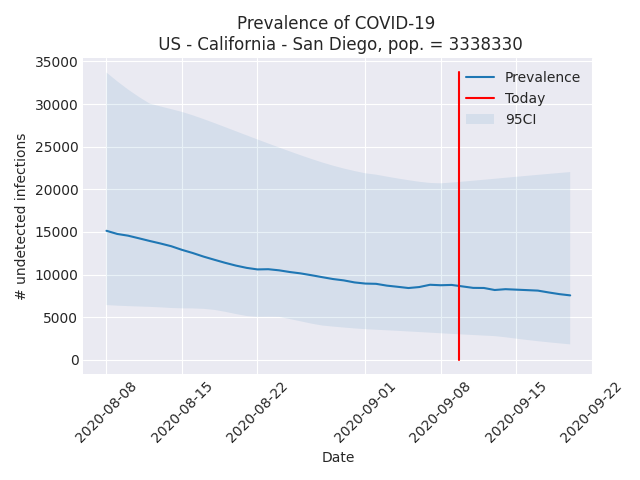 Prevalence of COVID-19
US - California - San Diego, pop. = 3338330
35000
30000
25000
20000
15000
10000
5000
0
# undetected infections
Prevalence
Today
95CI
2020-08-08
2020-08-15
2020-08-22
2020-09-01
2020-09-08
2020-09-15
2020-09-22
Date